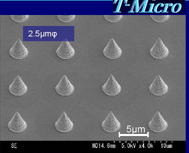 T-Micro
2.5μmφ
5μm
SE WD14.6mm 5.0kV x4.0k 10μm